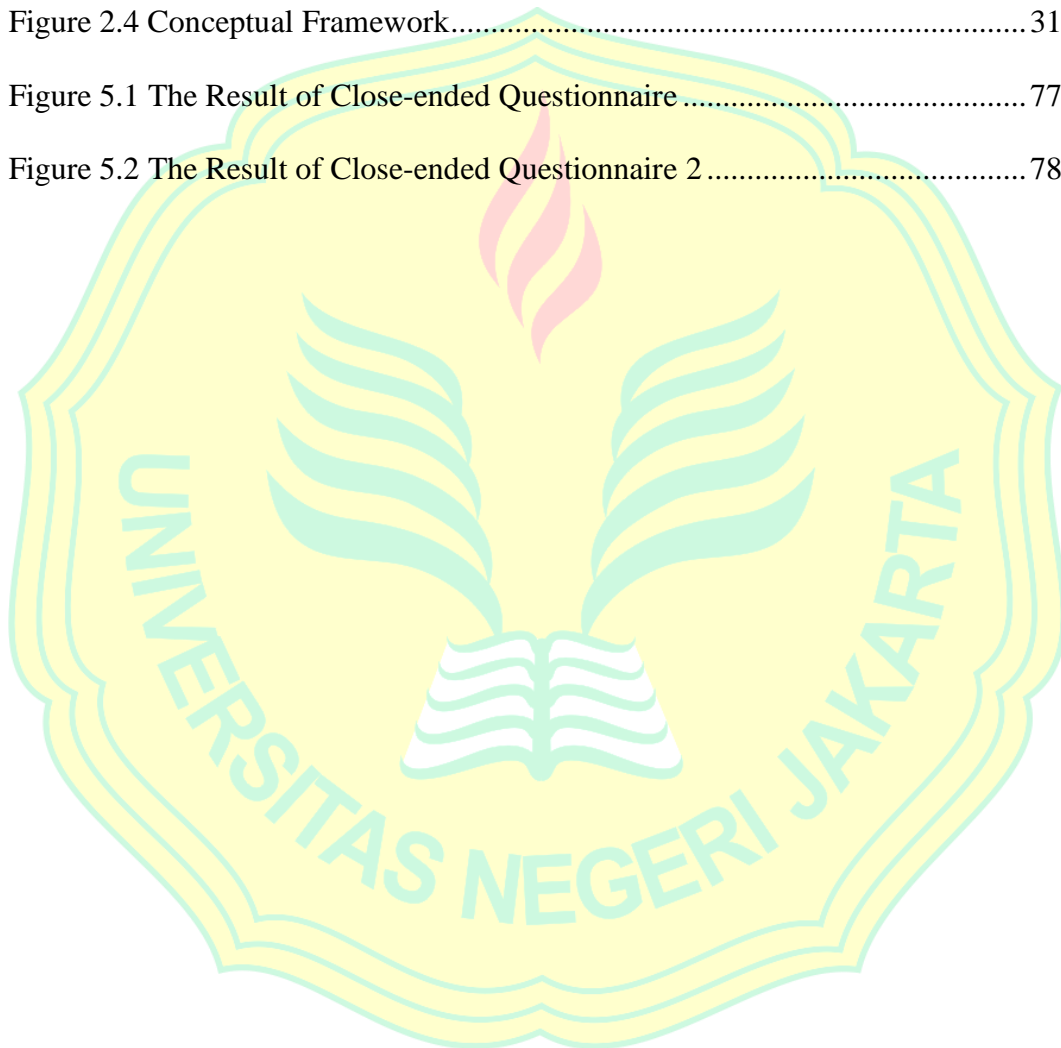 Figure 2.4 Conceptual Framework.................................................................... 31
Figure 5.1 The Result of Close-ended Questionnaire........................................ 77
Figure 5.2 The Result of Close-ended Questionnaire 2..................................... 78
UNIVERSITAS NEGERI JAKARTA